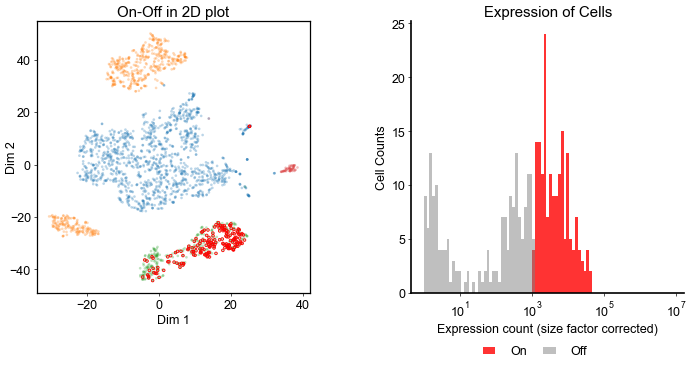 On-Off in 2D plot
Dim 2
40
20
0
−20
−40
−20
0
20
40
Dim 1
Expression of Cells
Cell Counts
25
20
15
10
5
0
10^1
10^3
10^5
10^7
Expression count (size factor corrected)
On
Off